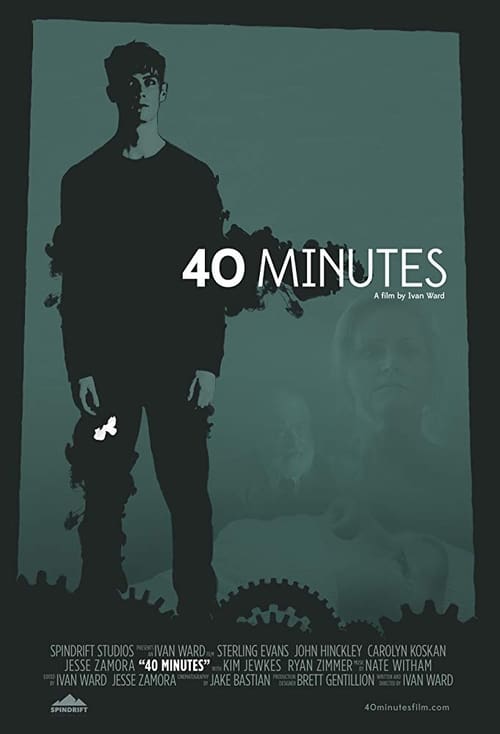 40 MINUTES
A film by Ivan Ward
SPINDRIFT STUDIOS PRESENTS AN IVAN WARD FILM STERLING EVANS JOHN HINCKLEY CAROLYN KOSKAN
JESSE ZAMORA "40 MINUTES" WITH KIM JEWKES RYAN ZIMMER MUSIC BY NATE WITHAM
EDITED BY IVAN WARD JESSE ZAMORA CINEMATOGRAPHY BY JAKE BASTIAN PRODUCTION DESIGNER BRETT GENTILLION WRITTEN AND DIRECTED BY IVAN WARD
SPINDRIFT
40minutesfilm.com